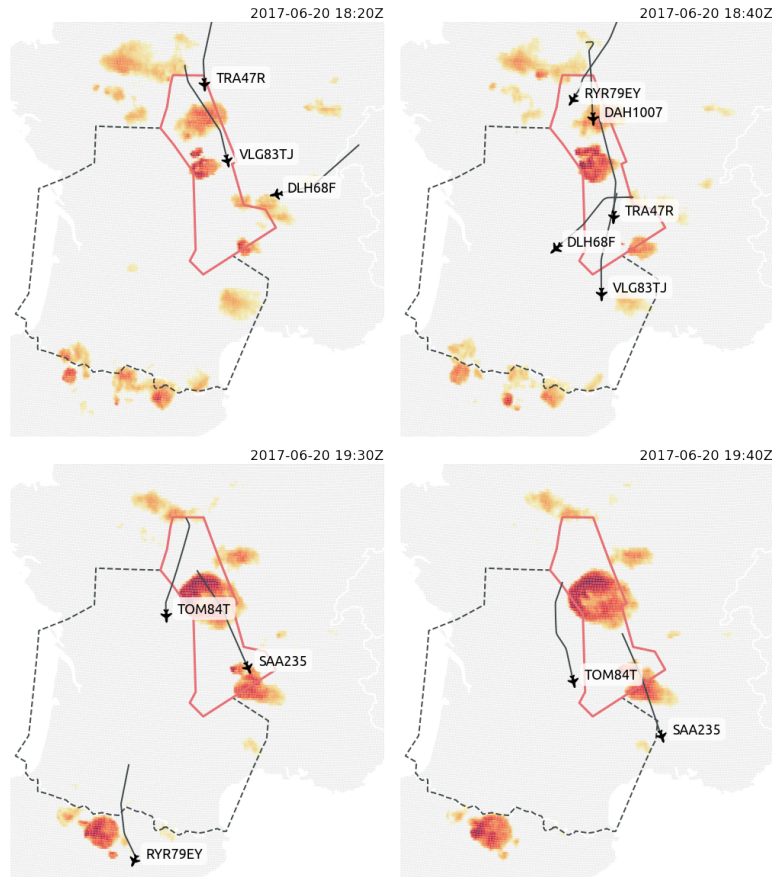 2017-06-20 18:20Z
TRA47R
VLG83TJ
DLH68F
2017-06-20 18:40Z
RYR79EY
DAH1007
TRA47R
DLH68F
VLG83TJ
2017-06-20 19:30Z
TOM84T
SAA235
RYR79EY
2017-06-20 19:40Z
TOM84T
SAA235